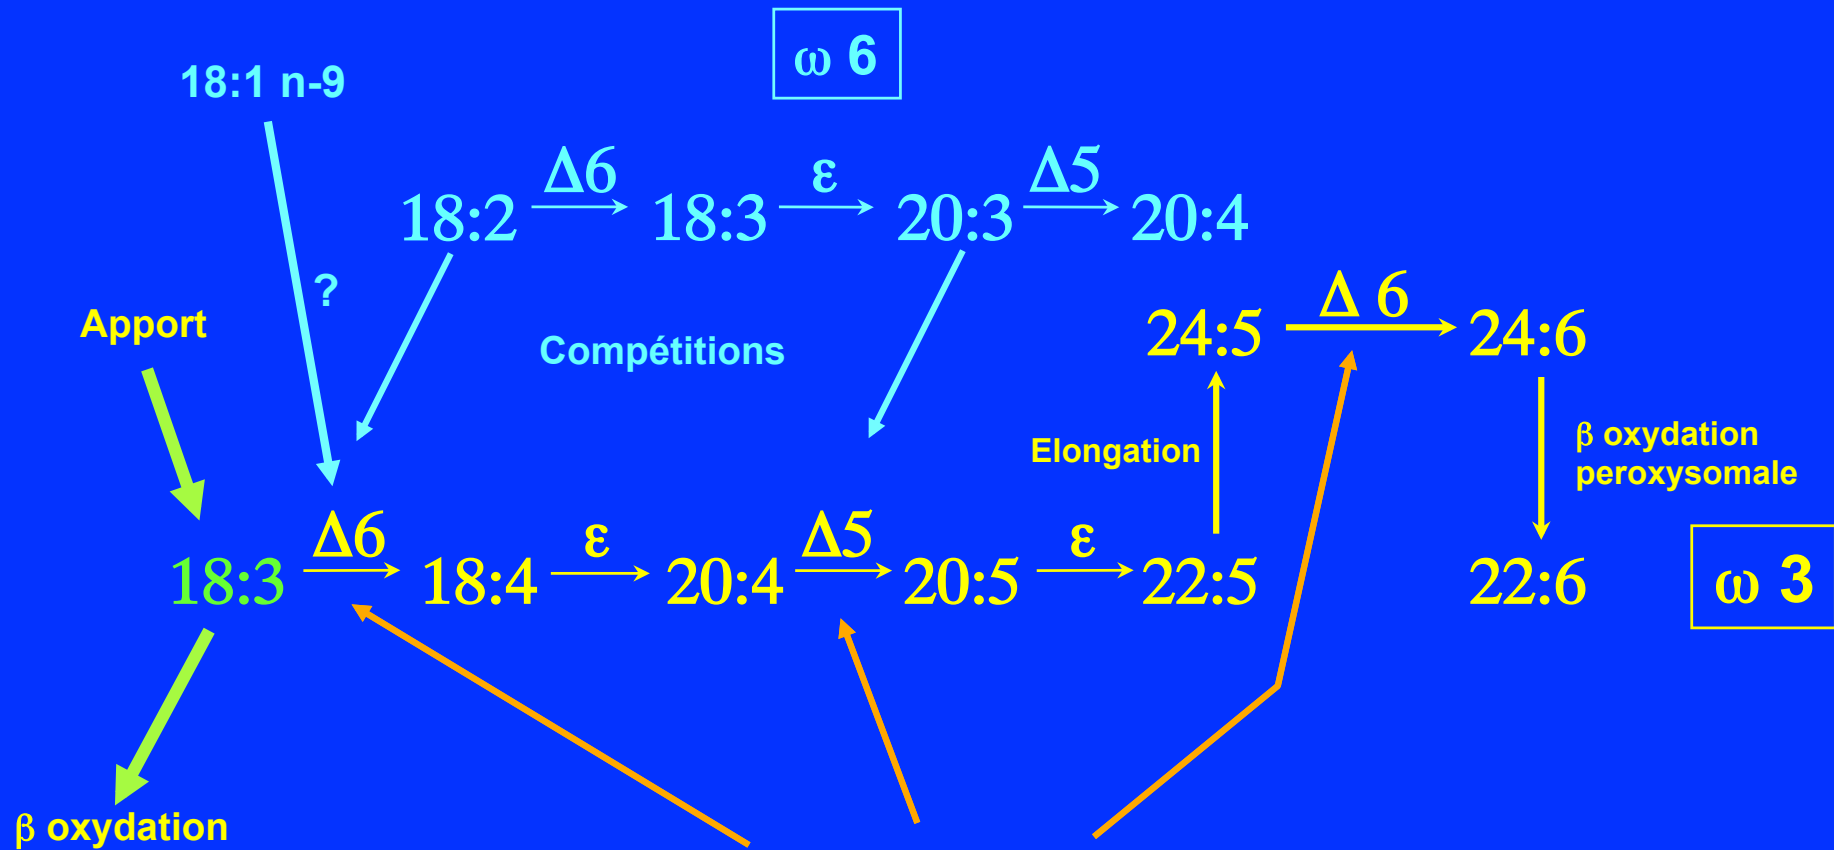 ω 6
18:1 n-9
Δ6 ε Δ5
18:2 18:3 20:3 20:4
?
Apport
Compétitions
Δ 6
24:5 24:6
Elongation
β oxydation
peroxysomale
Δ6 ε Δ5 ε
18:3 18:4 20:4 20:5 22:5 22:6
ω 3
β oxydation